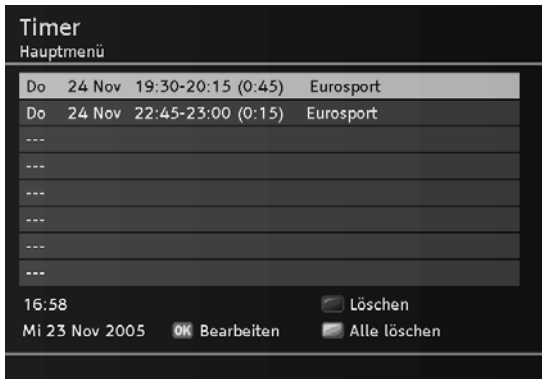 Timer
Hauptmenü
Do 24 Nov 19:30-20:15 (0:45) Eurosport
Do 24 Nov 22:45-23:00 (0:15) Eurosport
---
---
---
---
---
---
16:58 Löschen
Mi 23 Nov 2005 OK Bearbeiten Alle löschen